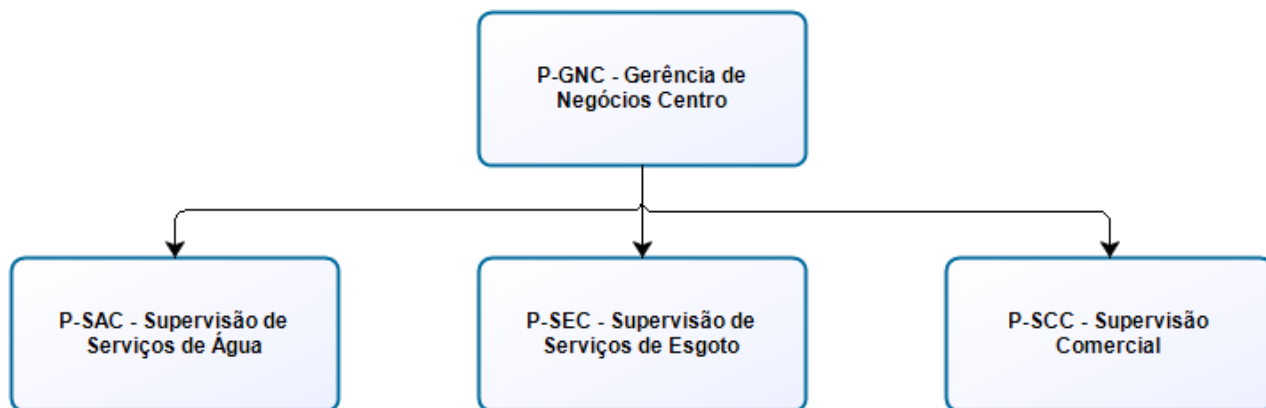 P-GNC - Gerência de
Negócios Centro
P-SAC - Supervisão de
Serviços de Água
P-SEC - Supervisão de
Serviços de Esgoto
P-SCC - Supervisão
Comercial